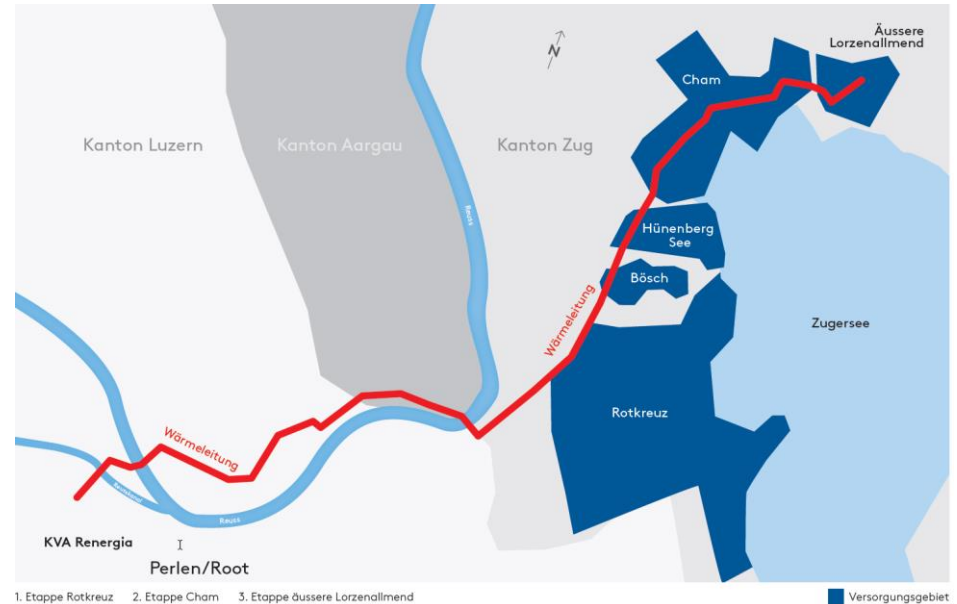 Äussere
Lorzenallmend
N
Cham
Kanton Luzern
Kanton Aargau
Kanton Zug
Reuss
Hünenberg
See
Bösch
Wärmeleitung
Zugersee
Rotkreuz
Wärmeleitung
Reuss
KVA Renergia
Perlen/Root
1. Etappe Rotkreuz 2. Etappe Cham 3. Etappe äussere Lorzenallmend
Versorgungsgebiet